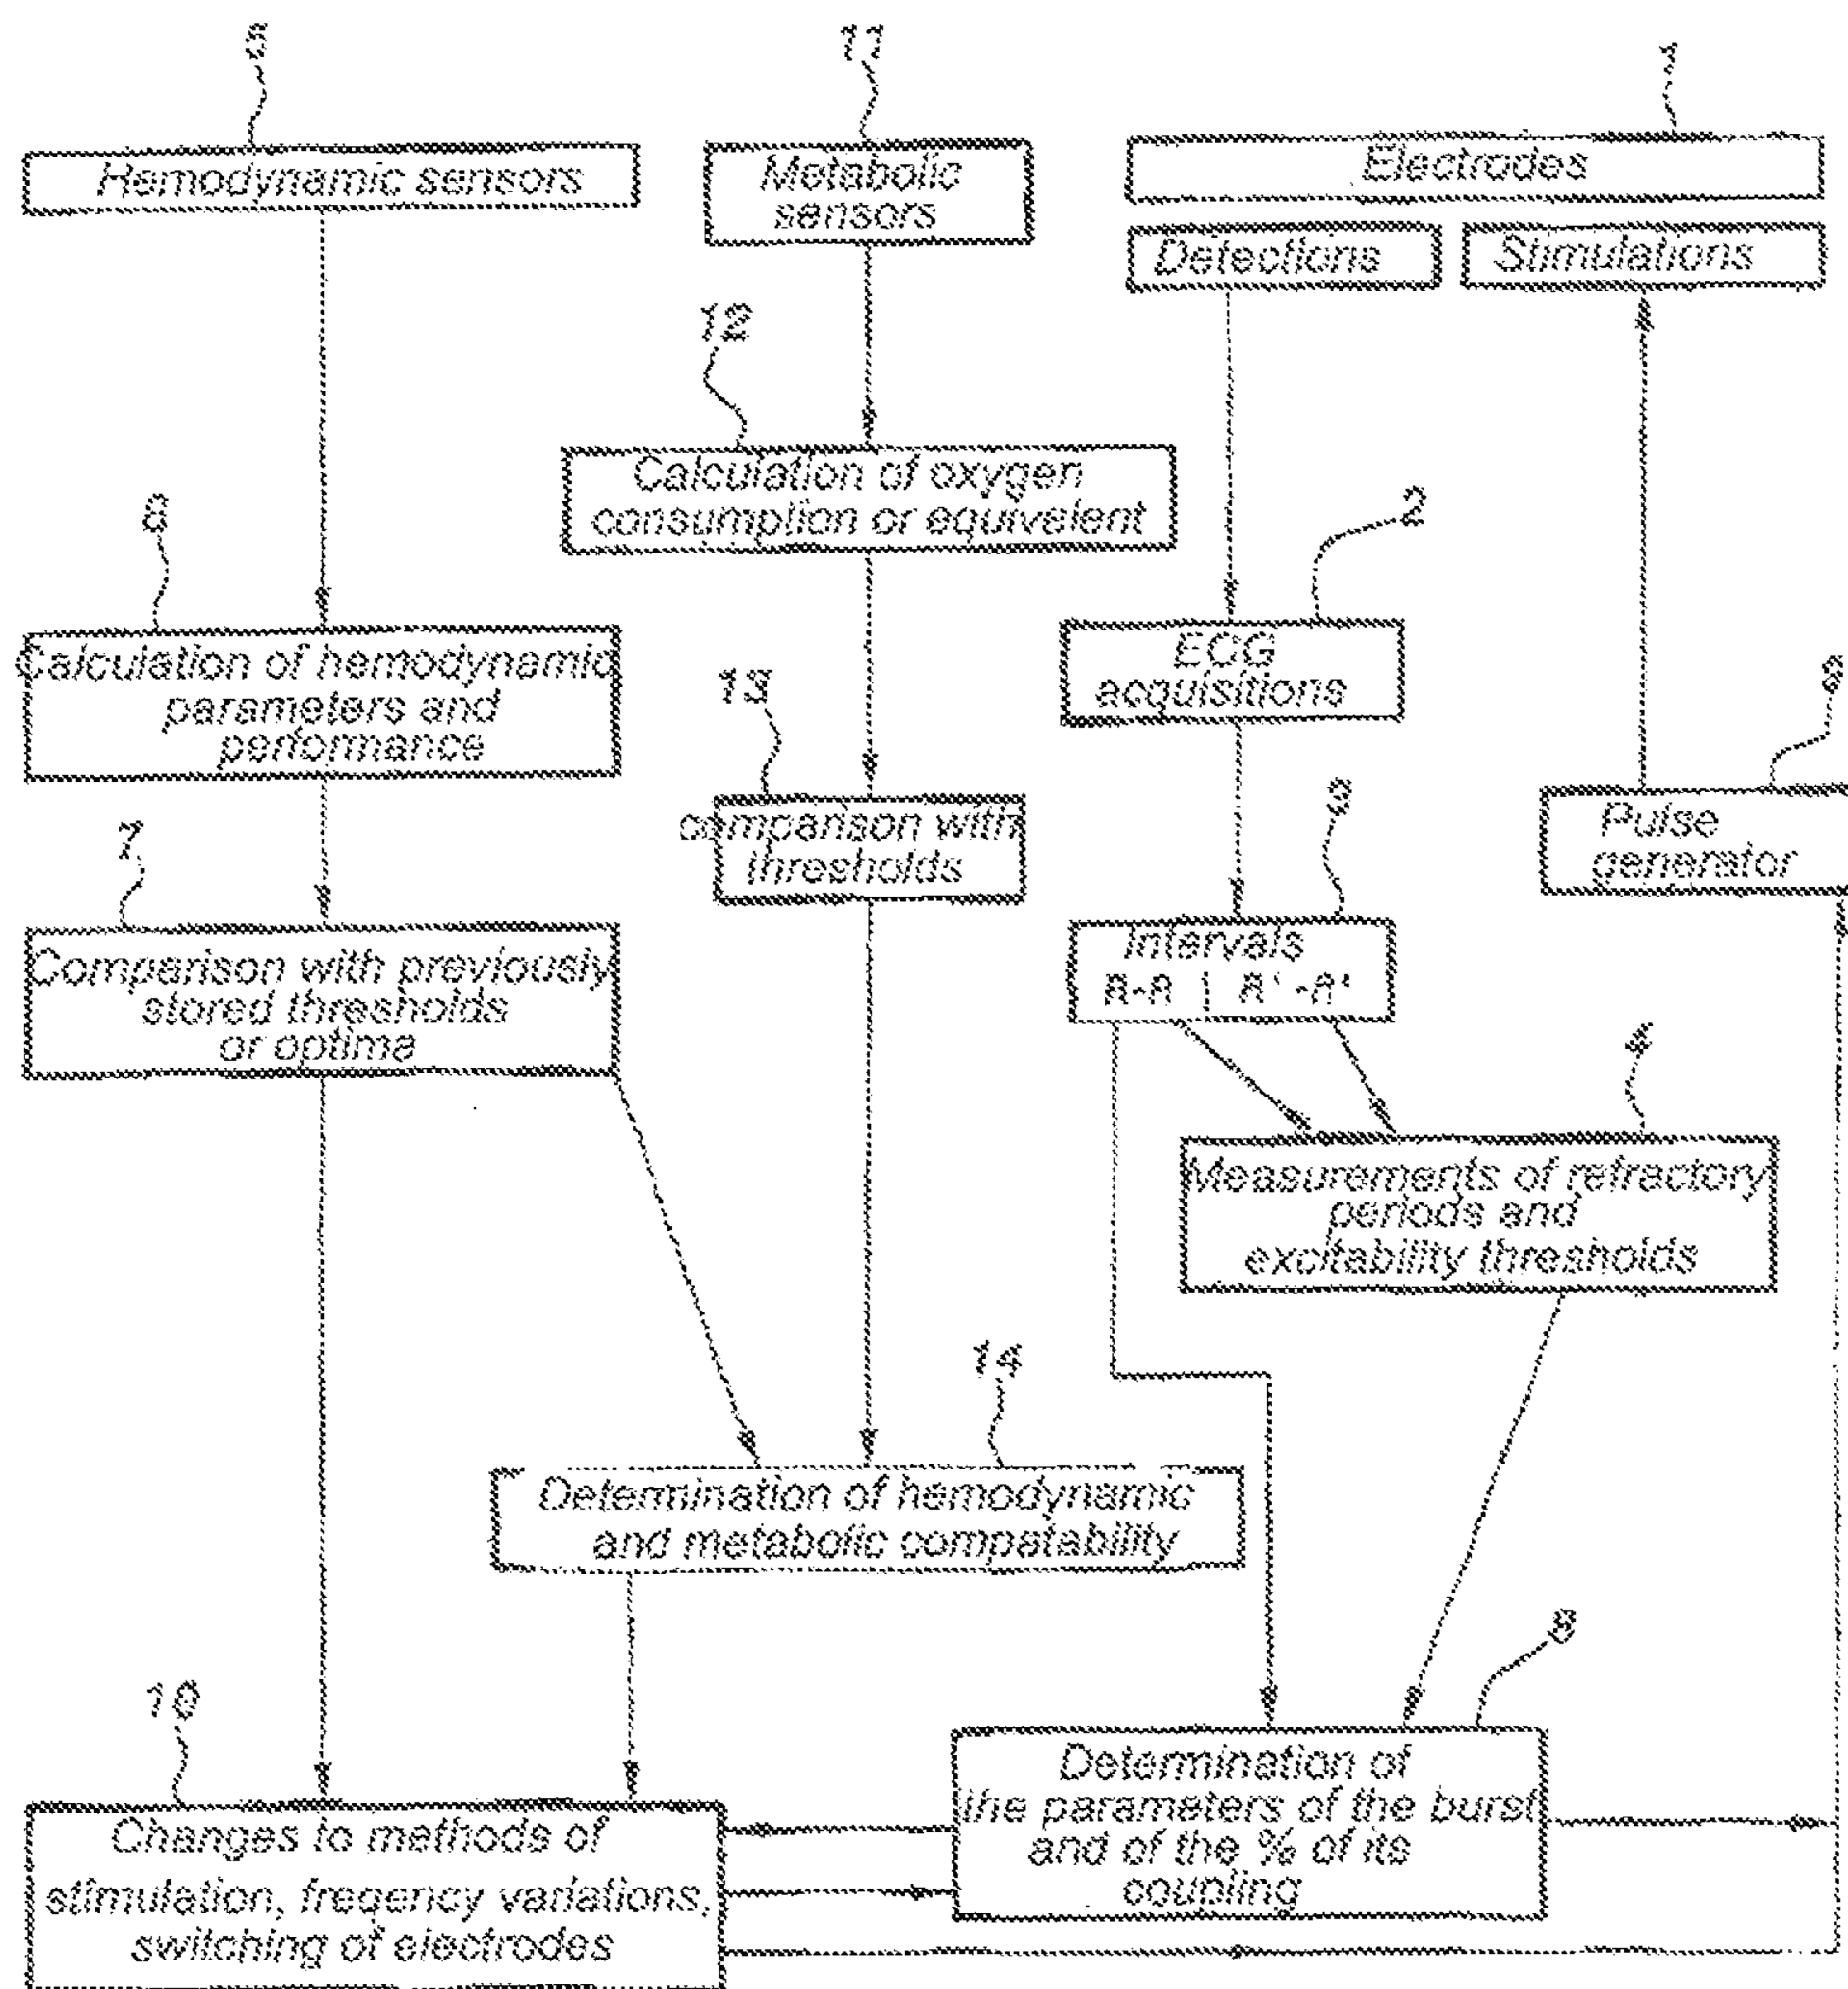 5
11
1
Hemodynamic sensors
Metabolic
sensors
Electrodes
Detections
Stimulations
12
Calculation of oxygen
consumption or equivalent
6
2
Calculation of hemodynamic
parameters and
performance
ECG
acquisitions
13
comparison with
thresholds
Pulse
generator
3
7
Comparison with previously
stored thresholds
or optima
Intervals
R-R | R'-R'
4
Measurements of refractory
periods and
excitability thresholds
14
Determination of hemodynamic
and metabolic compatability
10
Changes to methods of
stimulation, freqency variations,
switching of electrodes
Determination of
the parameters of the burst
and of the % of its
coupling